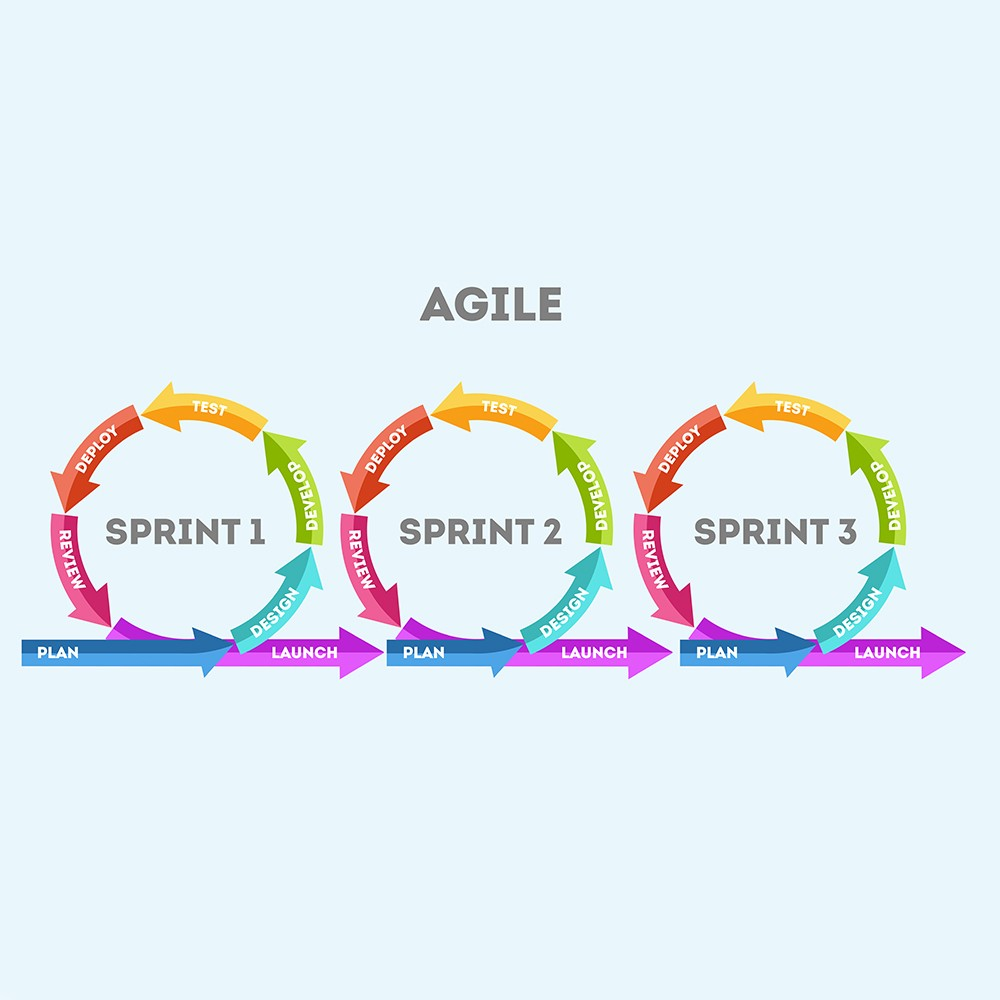 AGILE
TEST
DEPLOY
DEVELOP
SPRINT 1
REVIEW
DESIGN
PLAN
LAUNCH
TEST
DEPLOY
DEVELOP
SPRINT 2
REVIEW
DESIGN
PLAN
LAUNCH
TEST
DEPLOY
DEVELOP
SPRINT 3
REVIEW
DESIGN
PLAN
LAUNCH